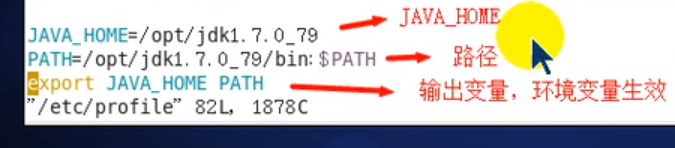 JAVA_HOME=/opt/jdk1.7.0_79
JAVA_HOME
PATH=/opt/jdk1.7.0_79/bin:$PATH
路径
export JAVA_HOME PATH
输出变量，环境变量生效
"/etc/profile" 82L, 1878C